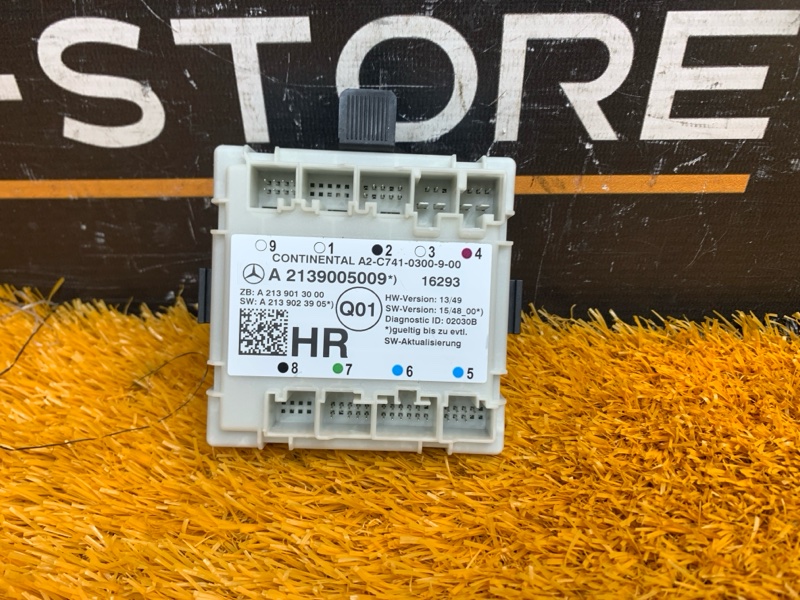 -STORE
9 1 2 3 4
CONTINENTAL A2-C741-0300-9-00
A 2139005009*) 16293
ZB: A 213 901 30 00
SW: A 213 902 39 05*)
Q01
HW-Version: 13/49
SW-Version: 15/48_00*)
Diagnostic ID: 02030B
*)gueltig bis zu evtl.
SW-Aktualisierung
HR
8 7 6 5